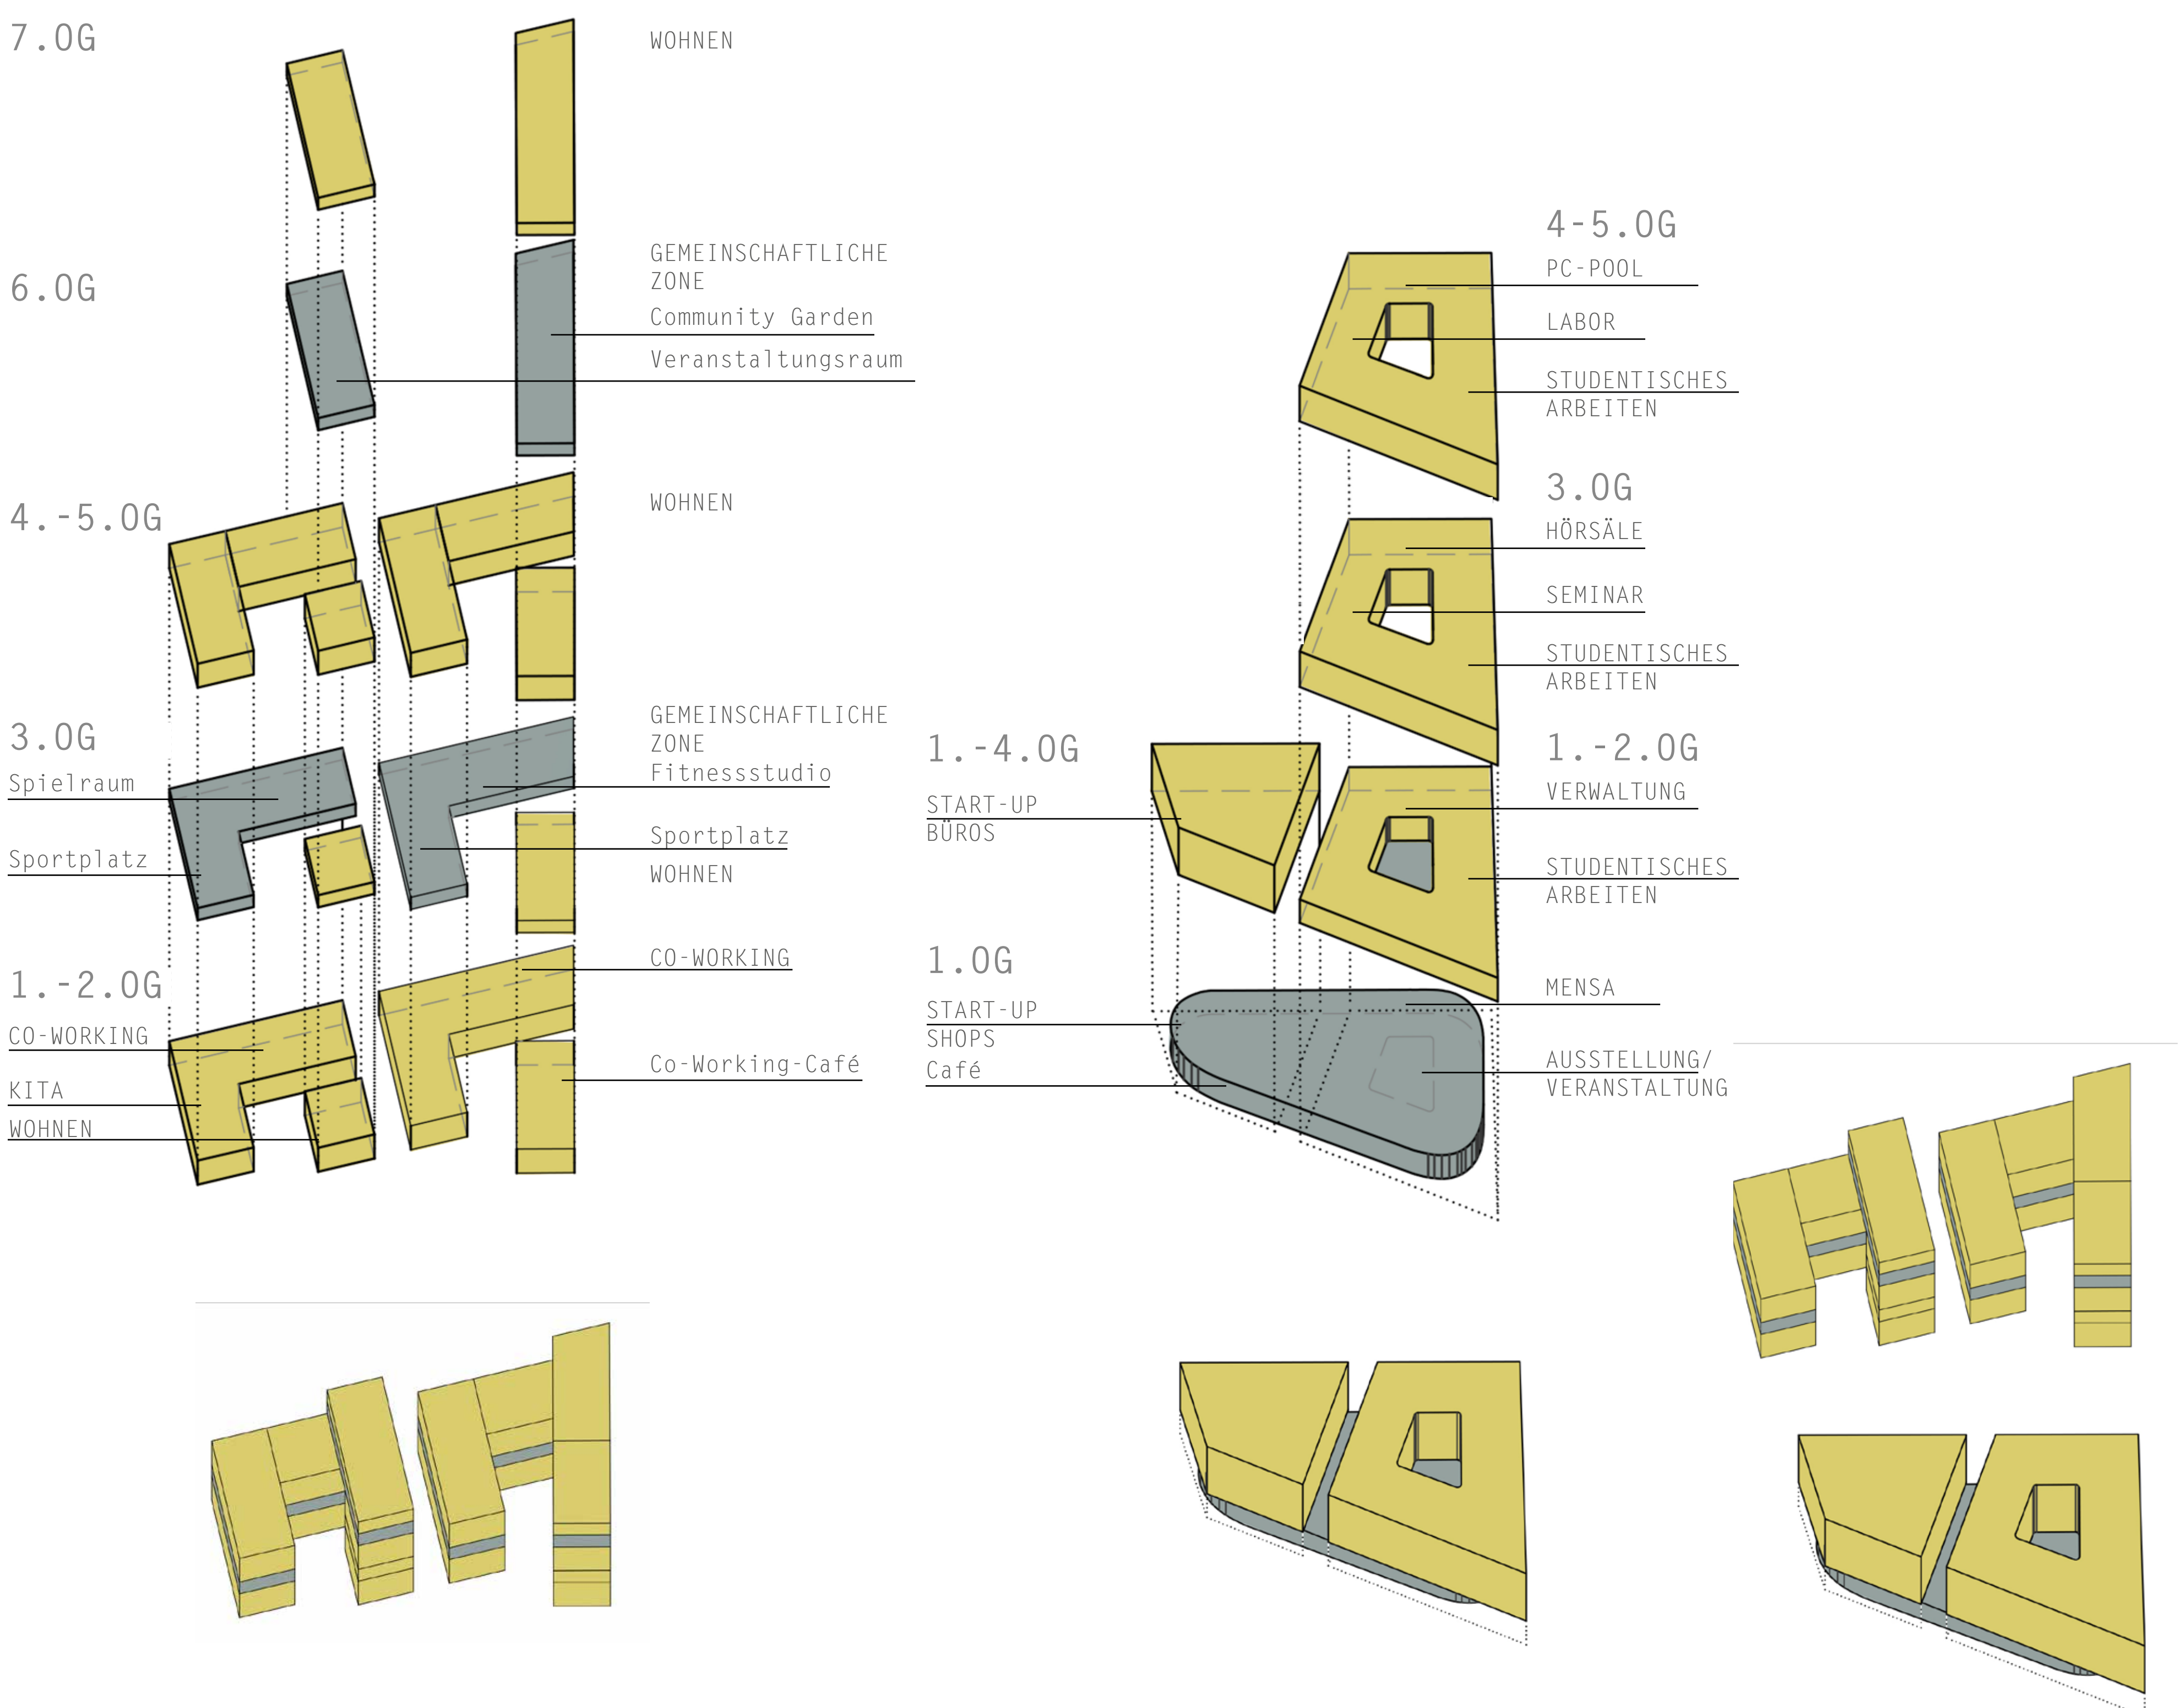 7.OG
WOHNEN
6.OG
GEMEINSCHAFTLICHE
ZONE
Community Garden
Veranstaltungsraum
4.-5.OG
WOHNEN
3.OG
Spielraum
Sportplatz
GEMEINSCHAFTLICHE
ZONE
Fitnessstudio
Sportplatz
WOHNEN
1.-2.OG
CO-WORKING
KITA
WOHNEN
CO-WORKING
Co-Working-Café
4-5.OG
PC-POOL
LABOR
STUDENTISCHES
ARBEITEN
3.OG
HÖRSÄLE
SEMINAR
STUDENTISCHES
ARBEITEN
1.-4.OG
START-UP
BÜROS
1.-2.OG
VERWALTUNG
STUDENTISCHES
ARBEITEN
1.OG
START-UP
SHOPS
Café
MENSA
AUSSTELLUNG/
VERANSTALTUNG